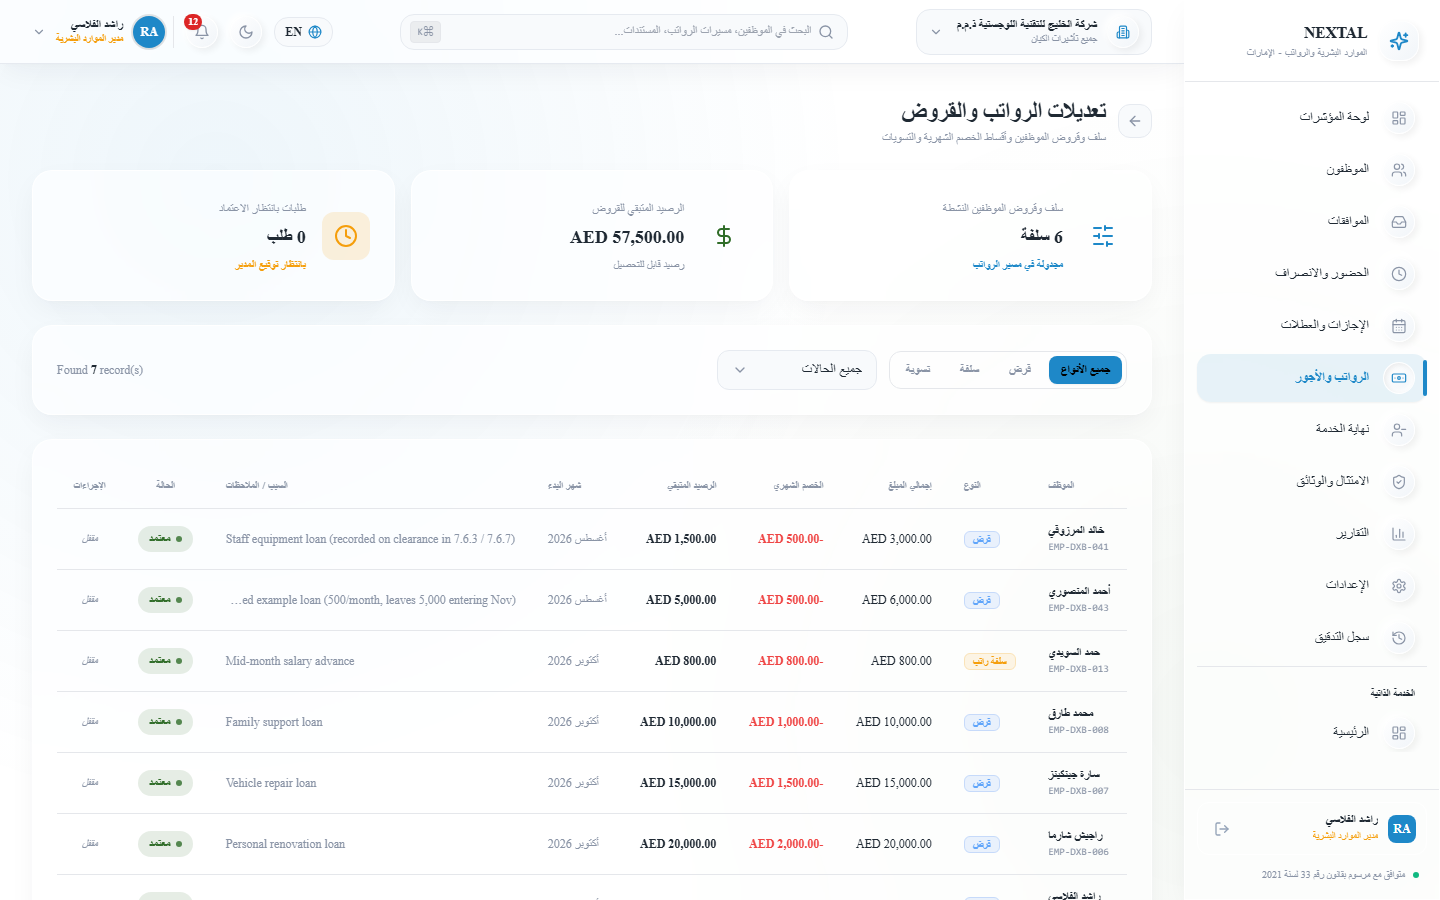 NEXTAL
الموارد البشرية والرواتب - الإمارات
لوحة المؤشرات
الموظفون
الموافقات
الحضور والانصراف
الإجازات والعطلات
الرواتب والأجور
نهاية الخدمة
الامتثال والوثائق
التقارير
الإعدادات
سجل التدقيق
الخدمة الذاتية
الرئيسية
راشد الفلاسي
مدير الموارد البشرية
RA
متوافق مع مرسوم بقانون رقم 33 لسنة 2021
شركة الخليج للتقنية اللوجستية ذ.م.م
جميع تأشيرات الكيان
البحث في الموظفين، مسيرات الرواتب، المستندات...
⌘K
EN
12
RA
راشد الفلاسي
مدير الموارد البشرية
تعديلات الرواتب والقروض
سلف وقروض الموظفين وأقساط الخصم الشهرية والتسويات
سلف وقروض الموظفين النشطة
6 سلفة
مجدولة في مسير الرواتب
الرصيد المتبقي للقروض
AED 57,500.00
رصيد قابل للتحصيل
طلبات بانتظار الاعتماد
0 طلب
بانتظار توقيع المدير
جميع الأنواع
قرض
سلفة
تسوية
جميع الحالات
Found 7 record(s)
الموظف النوع إجمالي المبلغ الخصم الشهري الرصيد المتبقي شهر البدء السبب / الملاحظات الحالة الإجراءات
خالد المرزوقي
EMP-DXB-041
قرض AED 3,000.00 -AED 500.00 AED 1,500.00 أغسطس 2026 Staff equipment loan (recorded on clearance in 7.6.3 / 7.6.7) معتمد مقفل
أحمد المنصوري
EMP-DXB-043
قرض AED 6,000.00 -AED 500.00 AED 5,000.00 أغسطس 2026 …ed example loan (500/month, leaves 5,000 entering Nov) معتمد مقفل
حمد السويدي
EMP-DXB-013
سلفة راتب AED 800.00 -AED 800.00 AED 800.00 أكتوبر 2026 Mid-month salary advance معتمد مقفل
محمد طارق
EMP-DXB-008
قرض AED 10,000.00 -AED 1,000.00 AED 10,000.00 أكتوبر 2026 Family support loan معتمد مقفل
سارة جينكينز
EMP-DXB-007
قرض AED 15,000.00 -AED 1,500.00 AED 15,000.00 أكتوبر 2026 Vehicle repair loan معتمد مقفل
راجيش شارما
EMP-DXB-006
قرض AED 20,000.00 -AED 2,000.00 AED 20,000.00 أكتوبر 2026 Personal renovation loan معتمد مقفل
راشد الفلاسي